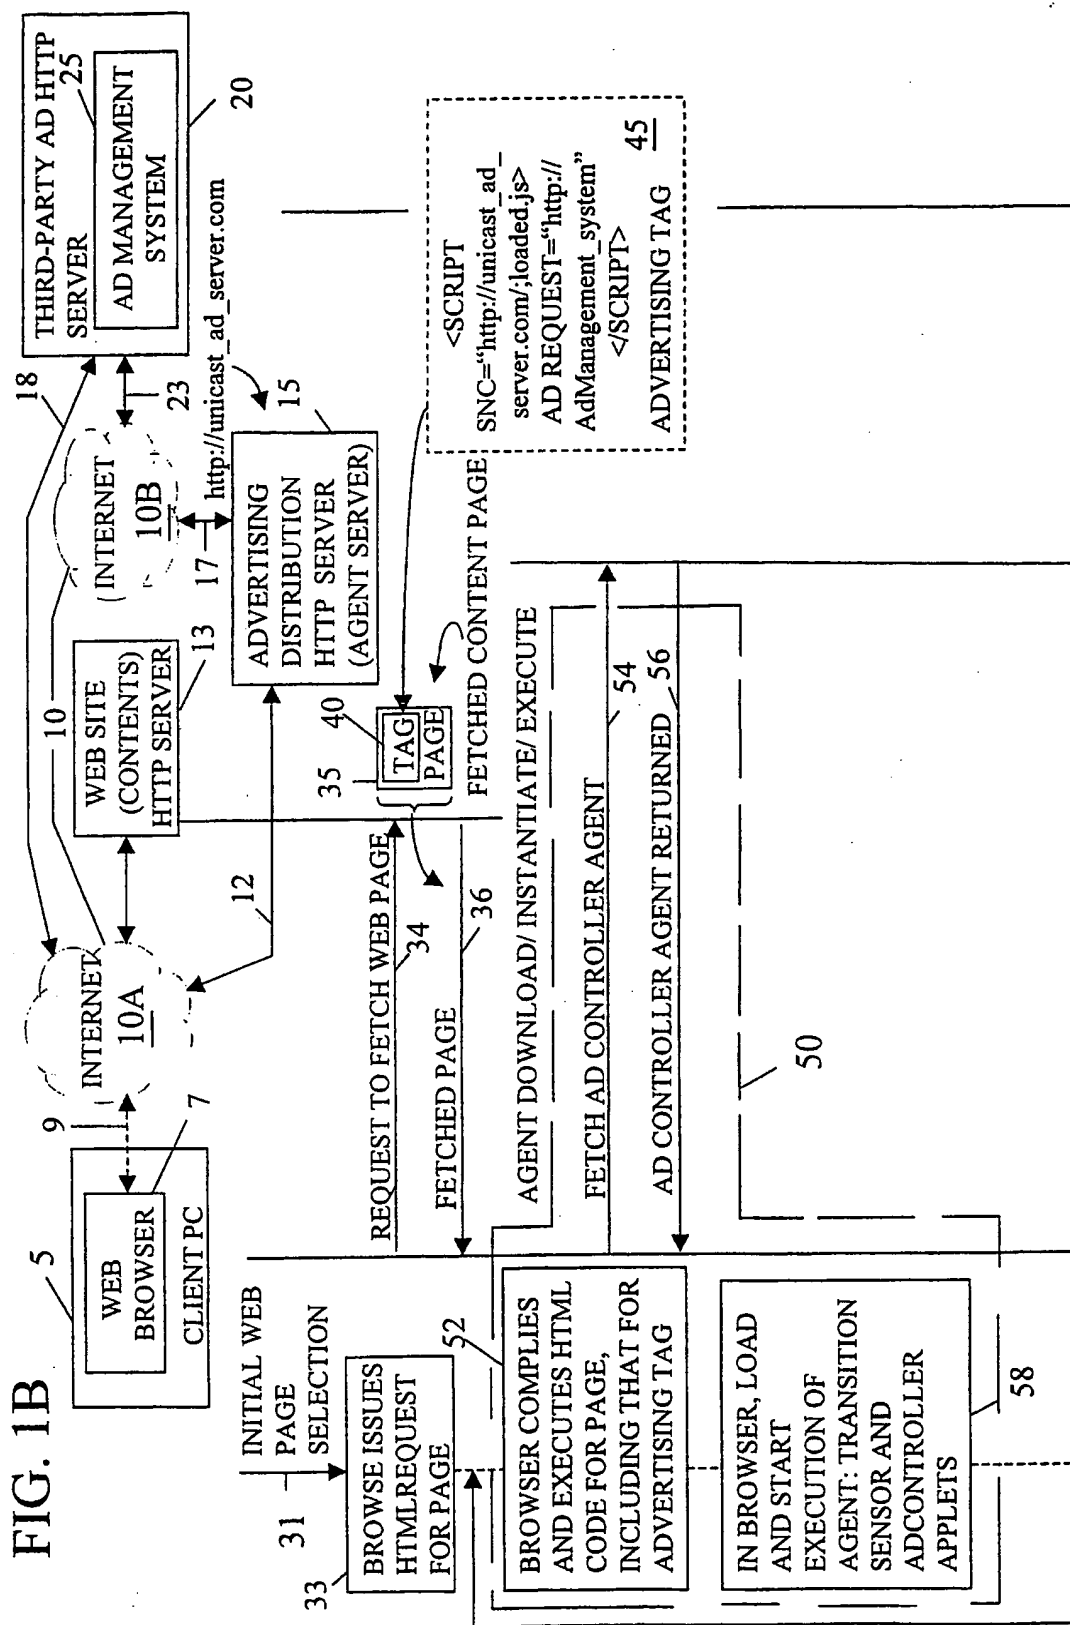 FIG. 1B
5
WEB
BROWSER
CLIENT PC
7
9
INTERNET
10A
10
WEB SITE
(CONTENTS)
HTTP SERVER
13
12
INTERNET
10B
18
17
23
THIRD-PARTY AD HTTP
SERVER
25
AD MANAGEMENT
SYSTEM
20
http://unicast_ad_server.com
15
ADVERTISING
DISTRIBUTION
HTTP SERVER
(AGENT SERVER)
INITIAL WEB
PAGE
SELECTION
31
33
BROWSE ISSUES
HTMLREQUEST
FOR PAGE
REQUEST TO FETCH WEB PAGE
34
FETCHED PAGE
36
35
40
TAG
PAGE
FETCHED CONTENT PAGE
<SCRIPT
SNC="http://unicast_ad_
server.com/;loaded.js>
AD REQUEST="http://
AdManagement_system"
</SCRIPT>
45
ADVERTISING TAG
52
BROWSER COMPLIES
AND EXECUTES HTML
CODE FOR PAGE,
INCLUDING THAT FOR
ADVERTISING TAG
AGENT DOWNLOAD/ INSTANTIATE/ EXECUTE
FETCH AD CONTROLLER AGENT
54
AD CONTROLLER AGENT RETURNED
56
50
IN BROWSER, LOAD
AND START
EXECUTION OF
AGENT: TRANSITION
SENSOR AND
ADCONTROLLER
APPLETS
58